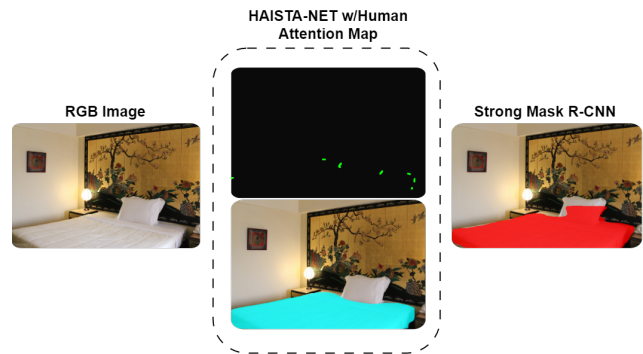 HAISTA-NET w/Human
Attention Map
RGB Image
Strong Mask R-CNN